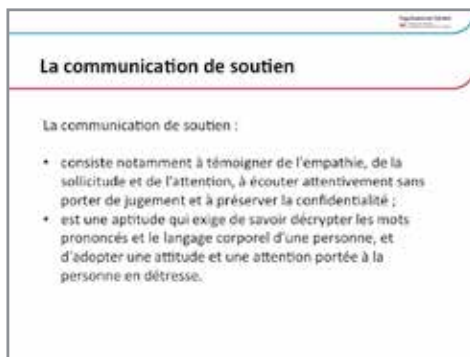 La communication de soutien
La communication de soutien :
• consiste notamment à témoigner de l'empathie, de la
sollicitude et de l'attention, à écouter attentivement sans
porter de jugement et à préserver la confidentialité ;
• est une aptitude qui exige de savoir décrypter les mots
prononcés et le langage corporel d'une personne, et
d'adopter une attitude et une attention portée à la
personne en détresse.